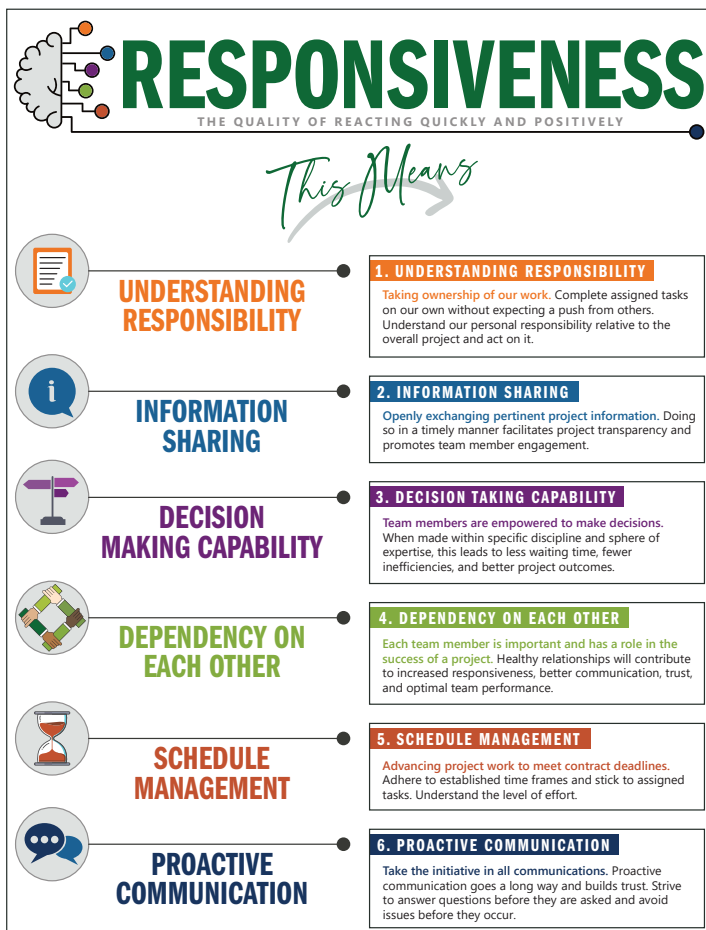 RESPONSIVENESS
THE QUALITY OF REACTING QUICKLY AND POSITIVELY
This Means
UNDERSTANDING
RESPONSIBILITY
1. UNDERSTANDING RESPONSIBILITY
Taking ownership of our work. Complete assigned tasks
on our own without expecting a push from others.
Understand our personal responsibility relative to the
overall project and act on it.
i
INFORMATION
SHARING
2. INFORMATION SHARING
Openly exchanging pertinent project information. Doing
so in a timely manner facilitates project transparency and
promotes team member engagement.
DECISION
MAKING CAPABILITY
3. DECISION TAKING CAPABILITY
Team members are empowered to make decisions.
When made within specific discipline and sphere of
expertise, this leads to less waiting time, fewer
inefficiencies, and better project outcomes.
DEPENDENCY ON
EACH OTHER
4. DEPENDENCY ON EACH OTHER
Each team member is important and has a role in the
success of a project. Healthy relationships will contribute
to increased responsiveness, better communication, trust,
and optimal team performance.
SCHEDULE
MANAGEMENT
5. SCHEDULE MANAGEMENT
Advancing project work to meet contract deadlines.
Adhere to established time frames and stick to assigned
tasks. Understand the level of effort.
PROACTIVE
COMMUNICATION
6. PROACTIVE COMMUNICATION
Take the initiative in all communications. Proactive
communication goes a long way and builds trust. Strive
to answer questions before they are asked and avoid
issues before they occur.